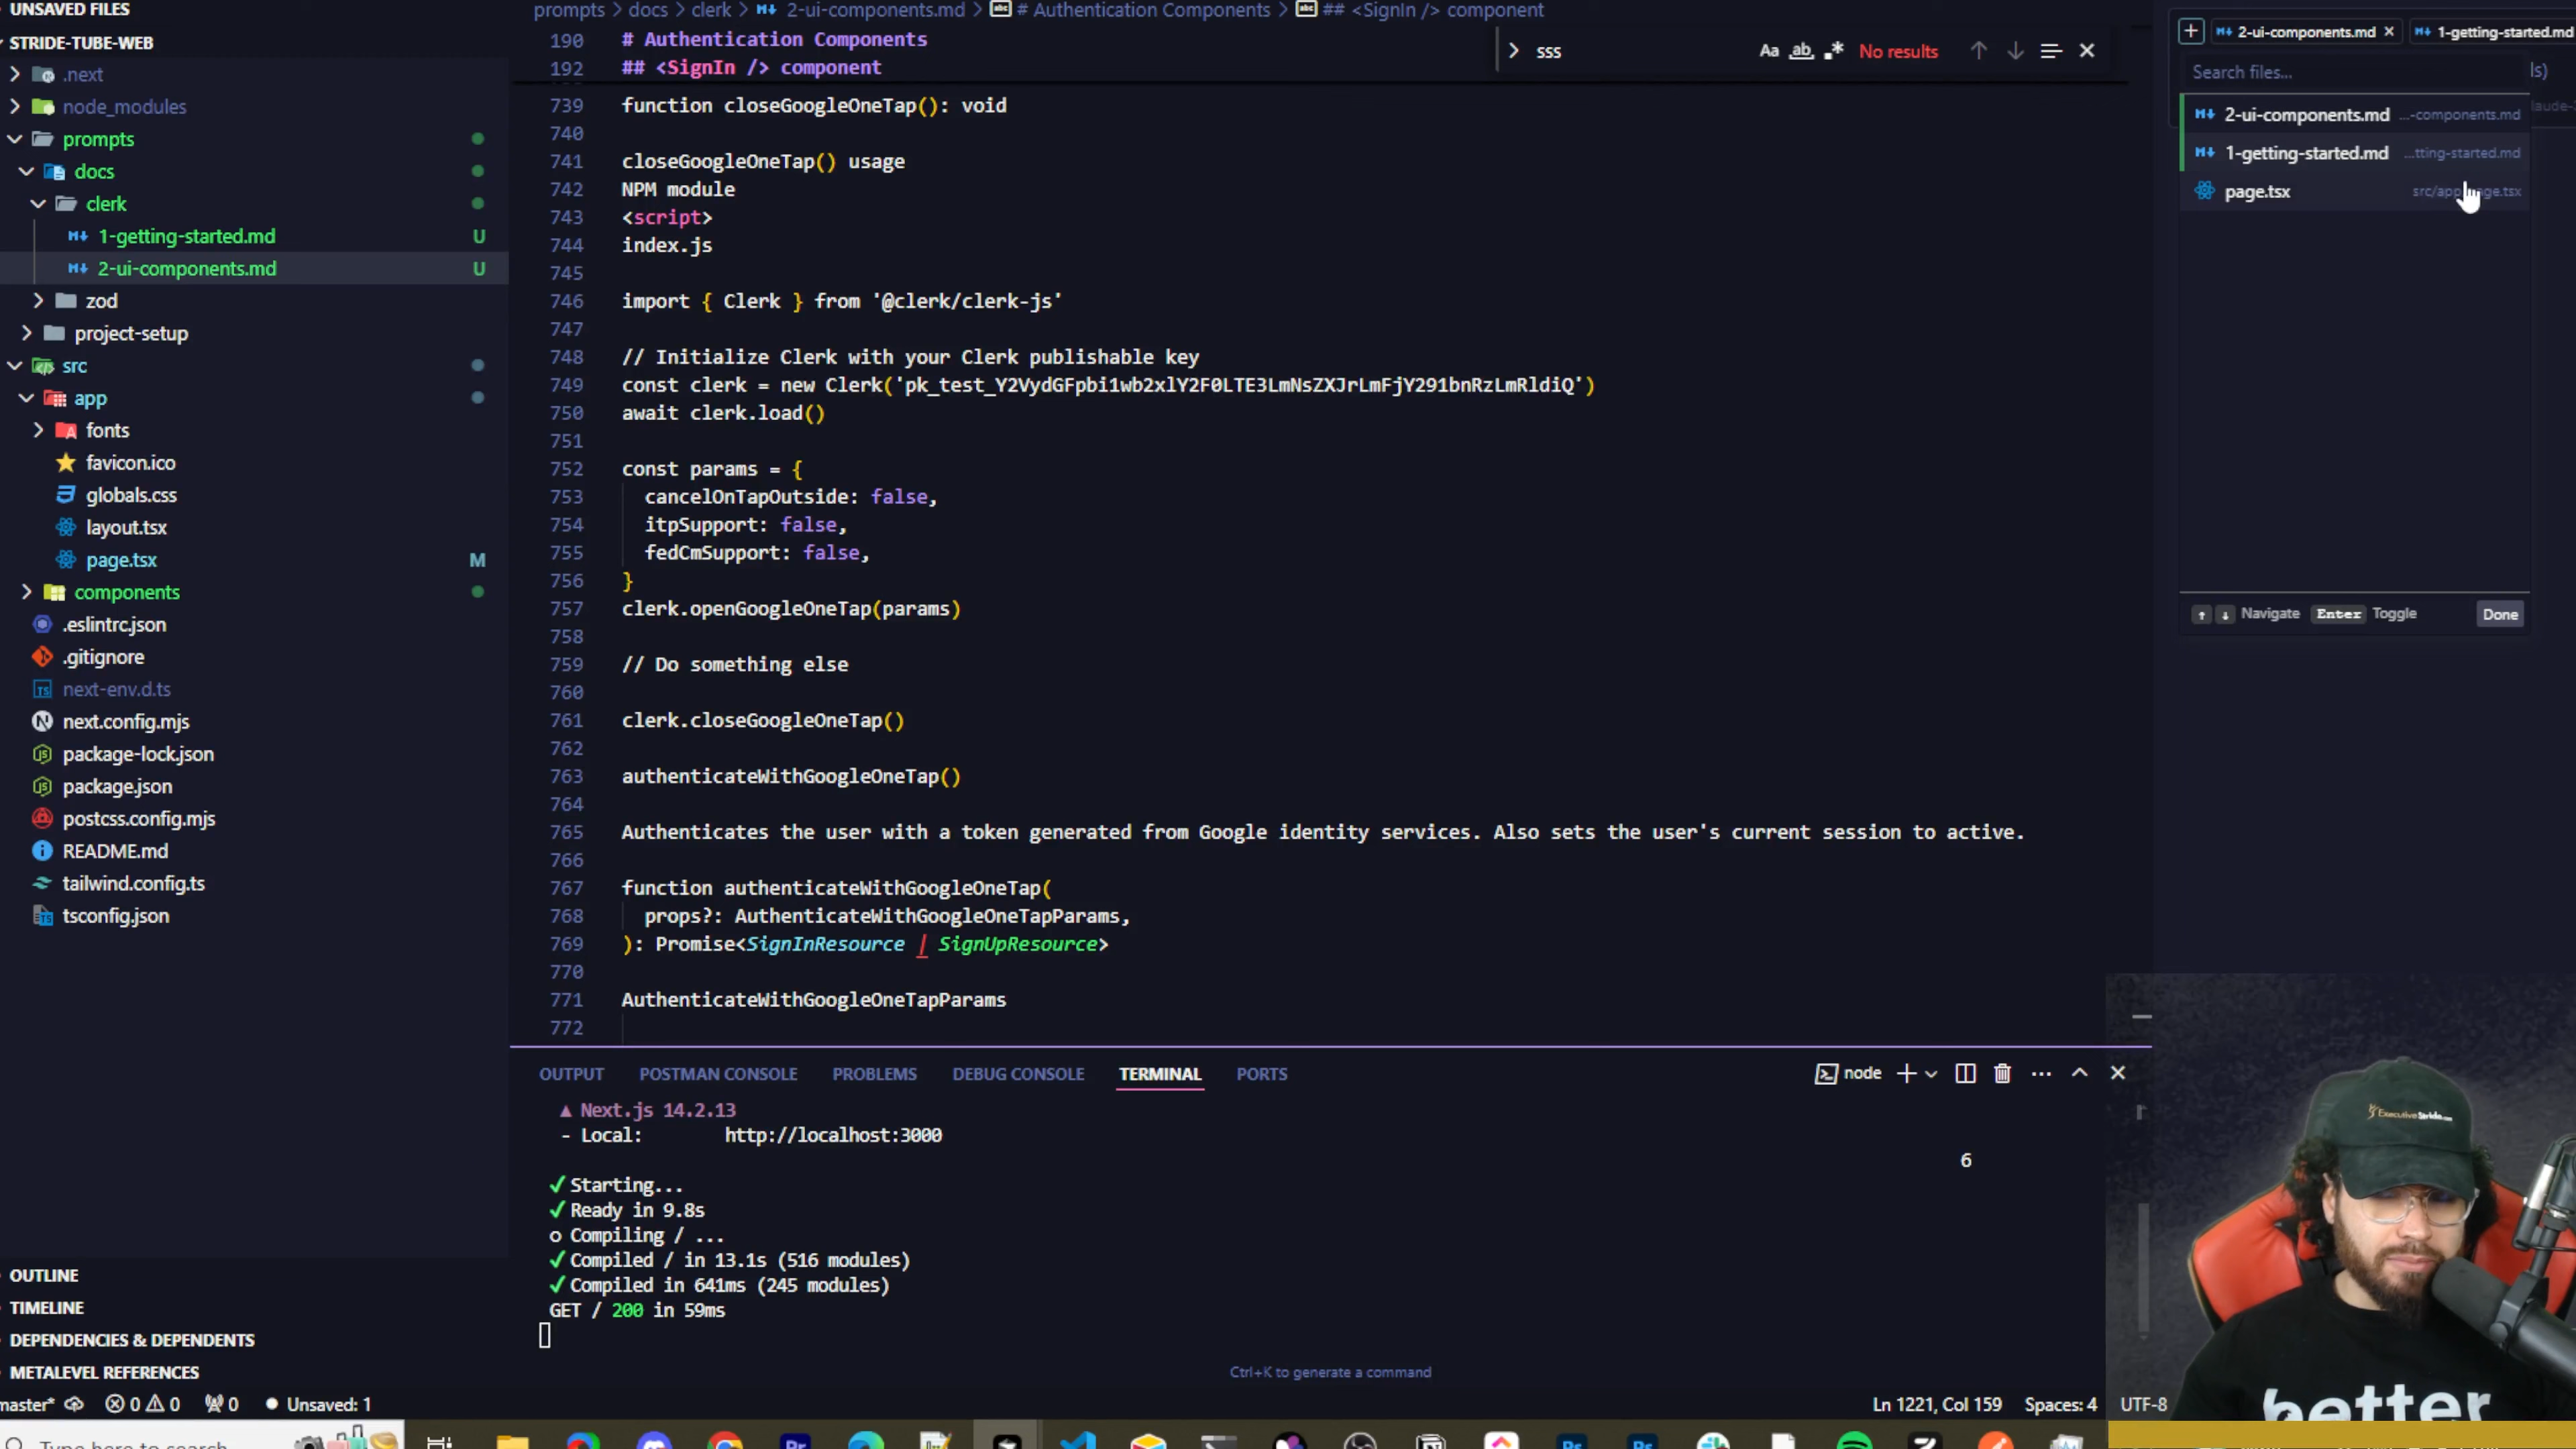 UNSAVED FILES
STRIDE-TUBE-WEB
.next
node_modules
prompts
docs
clerk
1-getting-started.md U
2-ui-components.md U
zod
project-setup
src
app
fonts
favicon.ico
globals.css
layout.tsx
page.tsx M
components
.eslintrc.json
.gitignore
next-env.d.ts
next.config.mjs
package-lock.json
package.json
postcss.config.mjs
README.md
tailwind.config.ts
tsconfig.json
OUTLINE
TIMELINE
DEPENDENCIES & DEPENDENTS
METALEVEL REFERENCES
prompts > docs > clerk > 2-ui-components.md > # Authentication Components > ## <SignIn /> component
190 # Authentication Components
192 ## <SignIn /> component
sss
Aa ab No results
739 function closeGoogleOneTap(): void
740
741 closeGoogleOneTap() usage
742 NPM module
743 <script>
744 index.js
745
746 import { Clerk } from '@clerk/clerk-js'
747
748 // Initialize Clerk with your Clerk publishable key
749 const clerk = new Clerk('pk_test_Y2VydGFpbi1wb2xlY2F0LTE3LmNsZXJrLmFjY291bnRzLmRldiQ')
750 await clerk.load()
751
752 const params = {
753 cancelOnTapOutside: false,
754 itpSupport: false,
755 fedCmSupport: false,
756 }
757 clerk.openGoogleOneTap(params)
758
759 // Do something else
760
761 clerk.closeGoogleOneTap()
762
763 authenticateWithGoogleOneTap()
764
765 Authenticates the user with a token generated from Google identity services. Also sets the user's current session to active.
766
767 function authenticateWithGoogleOneTap(
768 props?: AuthenticateWithGoogleOneTapParams,
769 ): Promise<SignInResource | SignUpResource>
770
771 AuthenticateWithGoogleOneTapParams
772
OUTPUT POSTMAN CONSOLE PROBLEMS DEBUG CONSOLE TERMINAL PORTS
node
▲ Next.js 14.2.13
- Local: http://localhost:3000
6
✓ Starting...
✓ Ready in 9.8s
○ Compiling / ...
✓ Compiled / in 13.1s (516 modules)
✓ Compiled in 641ms (245 modules)
GET / 200 in 59ms
Ctrl+K to generate a command
2-ui-components.md 1-getting-started.md
Search files...
2-ui-components.md ...-components.md
1-getting-started.md ...tting-started.md
page.tsx
↑ ↓ Navigate Enter Toggle Done
ExecutiveStride.com
better
master* 0 0 0 Unsaved: 1
Ln 1221, Col 159 Spaces: 4 UTF-8
Type here to search